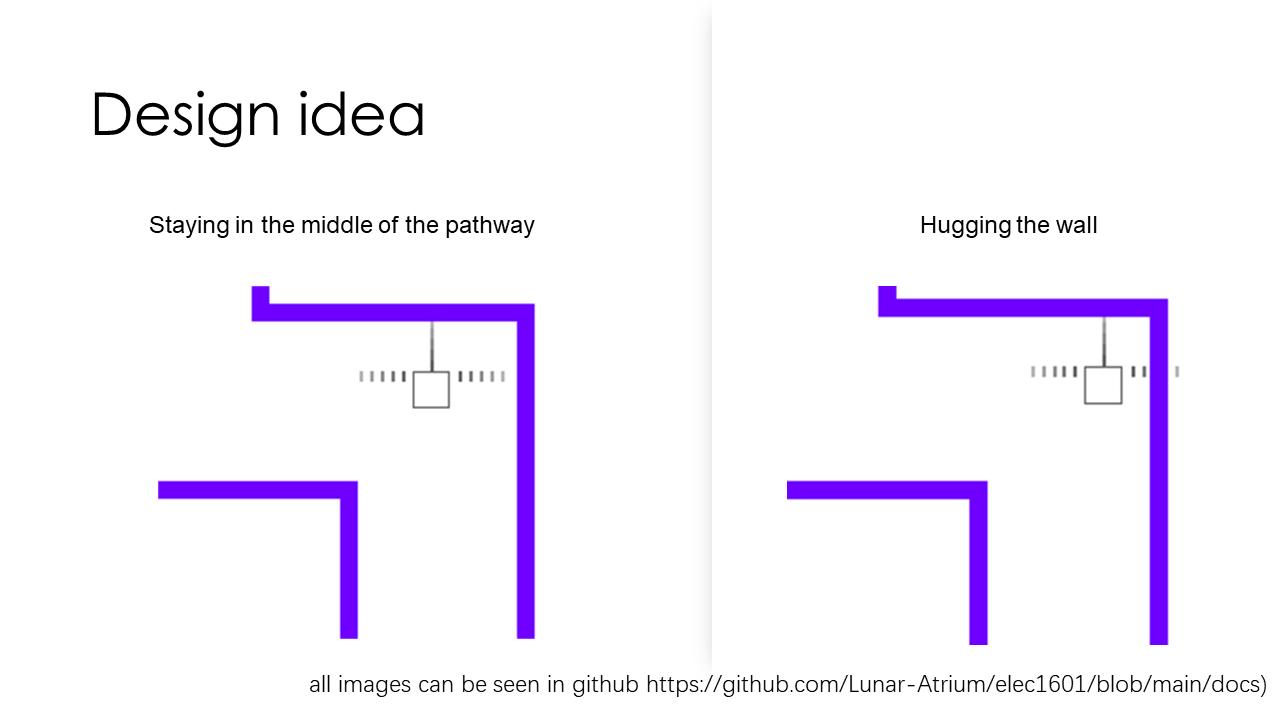 Design idea
Staying in the middle of the pathway
Hugging the wall
all images can be seen in github https://github.com/Lunar-Atrium/elec1601/blob/main/docs)